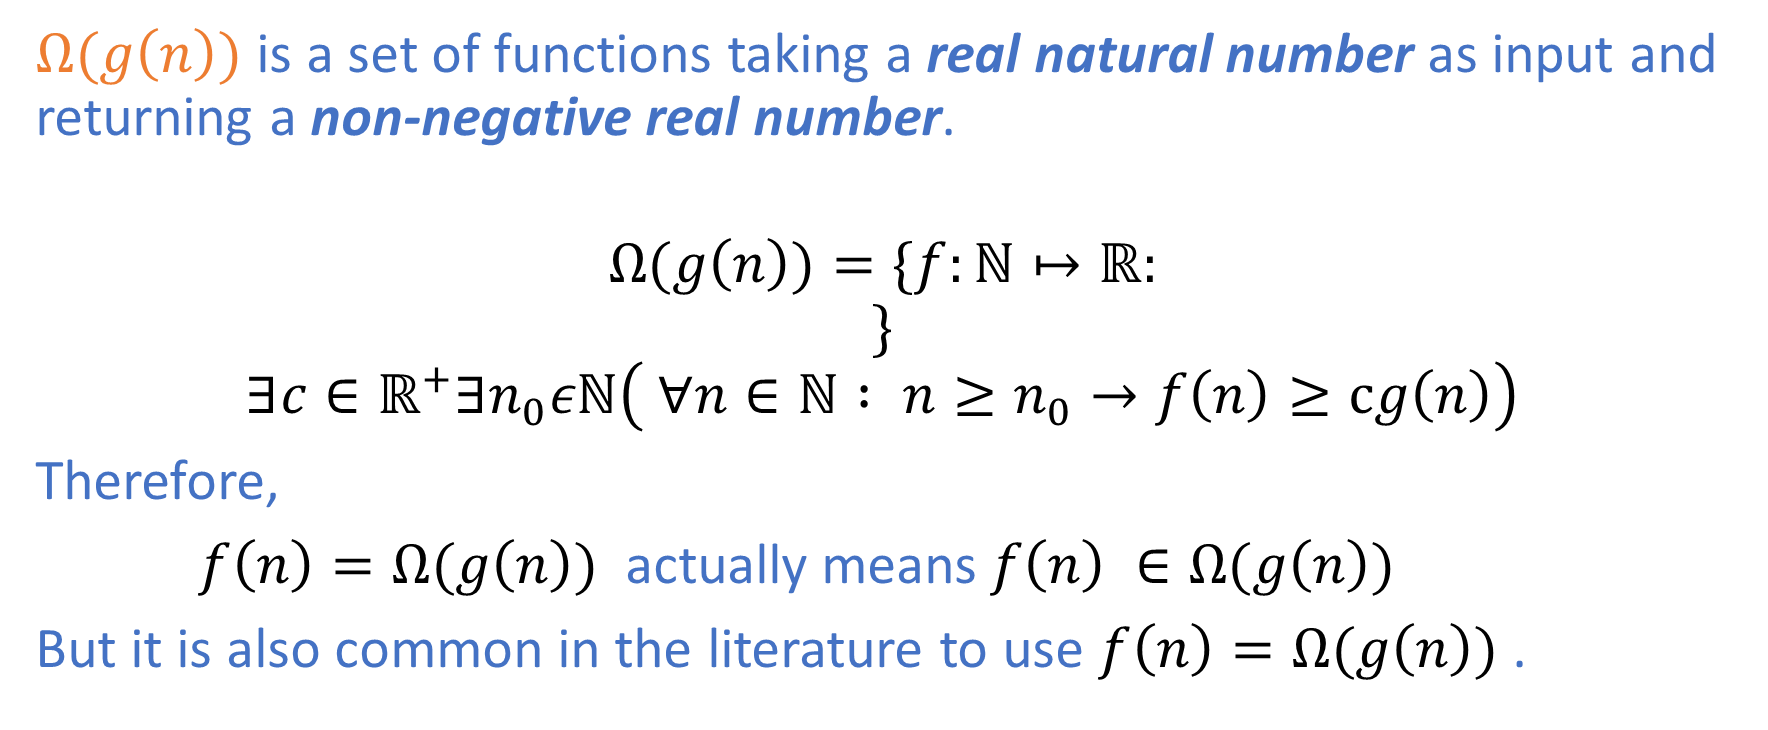 Ω(g(n)) is a set of functions taking a real natural number as input and
returning a non-negative real number.
Ω(g(n)) = {f: ℕ ↦ ℝ:
}
∃c ∈ ℝ⁺∃n₀ϵℕ( ∀n ∈ ℕ : n ≥ n₀ → f(n) ≥ cg(n))
Therefore,
f(n) = Ω(g(n)) actually means f(n) ∈ Ω(g(n))
But it is also common in the literature to use f(n) = Ω(g(n)) .